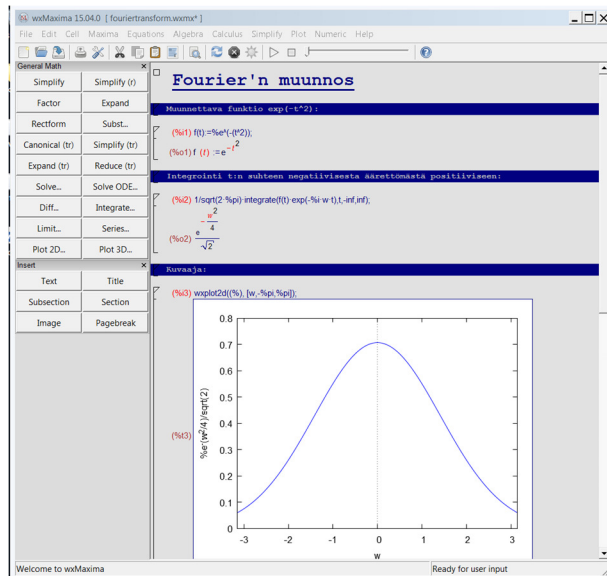 wxMaxima 15.04.0 [ fouriertransform.wxmx* ]
File Edit Cell Maxima Equations Algebra Calculus Simplify Plot Numeric Help
General Math
Simplify Simplify (r)
Factor Expand
Rectform Subst...
Canonical (tr) Simplify (tr)
Expand (tr) Reduce (tr)
Solve... Solve ODE...
Diff... Integrate...
Limit... Series...
Plot 2D... Plot 3D...
Insert
Text Title
Subsection Section
Image Pagebreak
Fourier'n muunnos
Muunnettava funktio exp(-t^2):
(%i1) f(t):=%e^(-(t^2));
(%o1) f (t) :=e^-t^2
Integrointi t:n suhteen negatiivisesta äärettömästä positiiviseen:
(%i2) 1/sqrt(2·%pi)·integrate(f(t)·exp(-%i·w·t),t,-inf,inf);
(%o2) e^-w^2/4 / √2
Kuvaaja:
(%i3) wxplot2d((%), [w,-%pi,%pi]);
(%t3)
%e^-(w^2/4)/sqrt(2)
0.8
0.7
0.6
0.5
0.4
0.3
0.2
0.1
0
-3 -2 -1 0 1 2 3
w
Welcome to wxMaxima Ready for user input